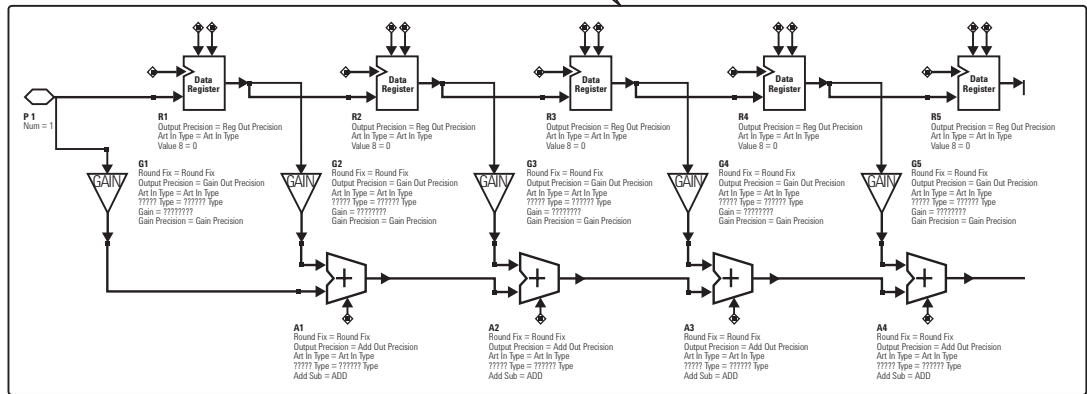 Data
Register
Data
Register
Data
Register
Data
Register
Data
Register
P 1
Num = 1
R1
Output Precision = Reg Out Precision
Art In Type = Art In Type
Value 8 = 0
R2
Output Precision = Reg Out Precision
Art In Type = Art In Type
Value 8 = 0
R3
Output Precision = Reg Out Precision
Art In Type = Art In Type
Value 8 = 0
R4
Output Precision = Reg Out Precision
Art In Type = Art In Type
Value 8 = 0
R5
Output Precision = Reg Out Precision
Art In Type = Art In Type
Value 8 = 0
GAIN
G1
Round Fix = Round Fix
Output Precision = Gain Out Precision
Art In Type = Art In Type
????? Type = ?????? Type
Gain = ????????
Gain Precision = Gain Precision
GAIN
G2
Round Fix = Round Fix
Output Precision = Gain Out Precision
Art In Type = Art In Type
????? Type = ?????? Type
Gain = ????????
Gain Precision = Gain Precision
GAIN
G3
Round Fix = Round Fix
Output Precision = Gain Out Precision
Art In Type = Art In Type
????? Type = ?????? Type
Gain = ????????
Gain Precision = Gain Precision
GAIN
G4
Round Fix = Round Fix
Output Precision = Gain Out Precision
Art In Type = Art In Type
????? Type = ?????? Type
Gain = ????????
Gain Precision = Gain Precision
GAIN
G5
Round Fix = Round Fix
Output Precision = Gain Out Precision
Art In Type = Art In Type
????? Type = ?????? Type
Gain = ????????
Gain Precision = Gain Precision
+
+
+
+
A1
Round Fix = Round Fix
Output Precision = Add Out Precision
Art In Type = Art In Type
????? Type = ?????? Type
Add Sub = ADD
A2
Round Fix = Round Fix
Output Precision = Add Out Precision
Art In Type = Art In Type
????? Type = ?????? Type
Add Sub = ADD
A3
Round Fix = Round Fix
Output Precision = Add Out Precision
Art In Type = Art In Type
????? Type = ?????? Type
Add Sub = ADD
A4
Round Fix = Round Fix
Output Precision = Add Out Precision
Art In Type = Art In Type
????? Type = ?????? Type
Add Sub = ADD